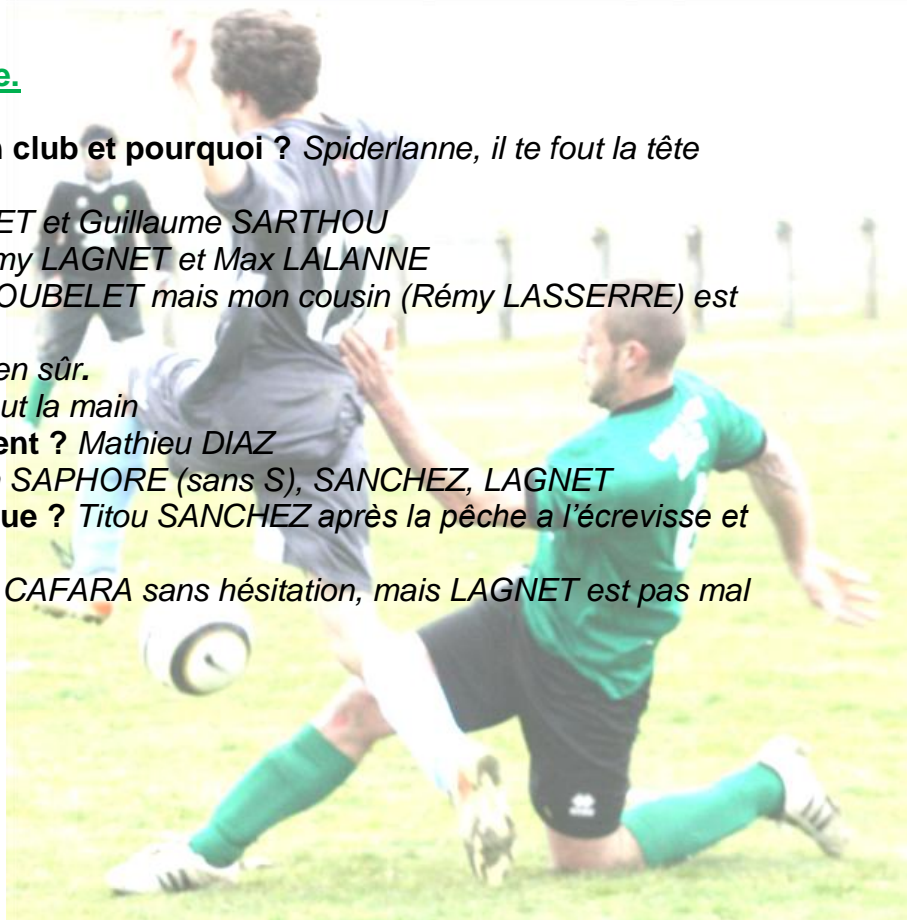 e.
club et pourquoi ? Spiderlanne, il te fout la tête
ET et Guillaume SARTHOU
my LAGNET et Max LALANNE
OUBELET mais mon cousin (Rémy LASSERRE) est
en sûr.
ut la main
ent ? Mathieu DIAZ
SAPHORE (sans S), SANCHEZ, LAGNET
ue ? Titou SANCHEZ après la pêche a l’écrevisse et
CAFARA sans hésitation, mais LAGNET est pas mal